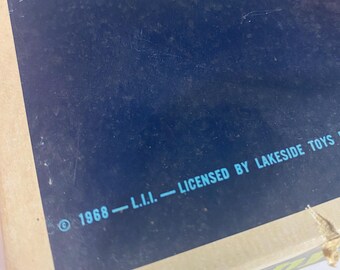 © 1968 — L.I.I. — LICENSED BY LAKESIDE TOYS